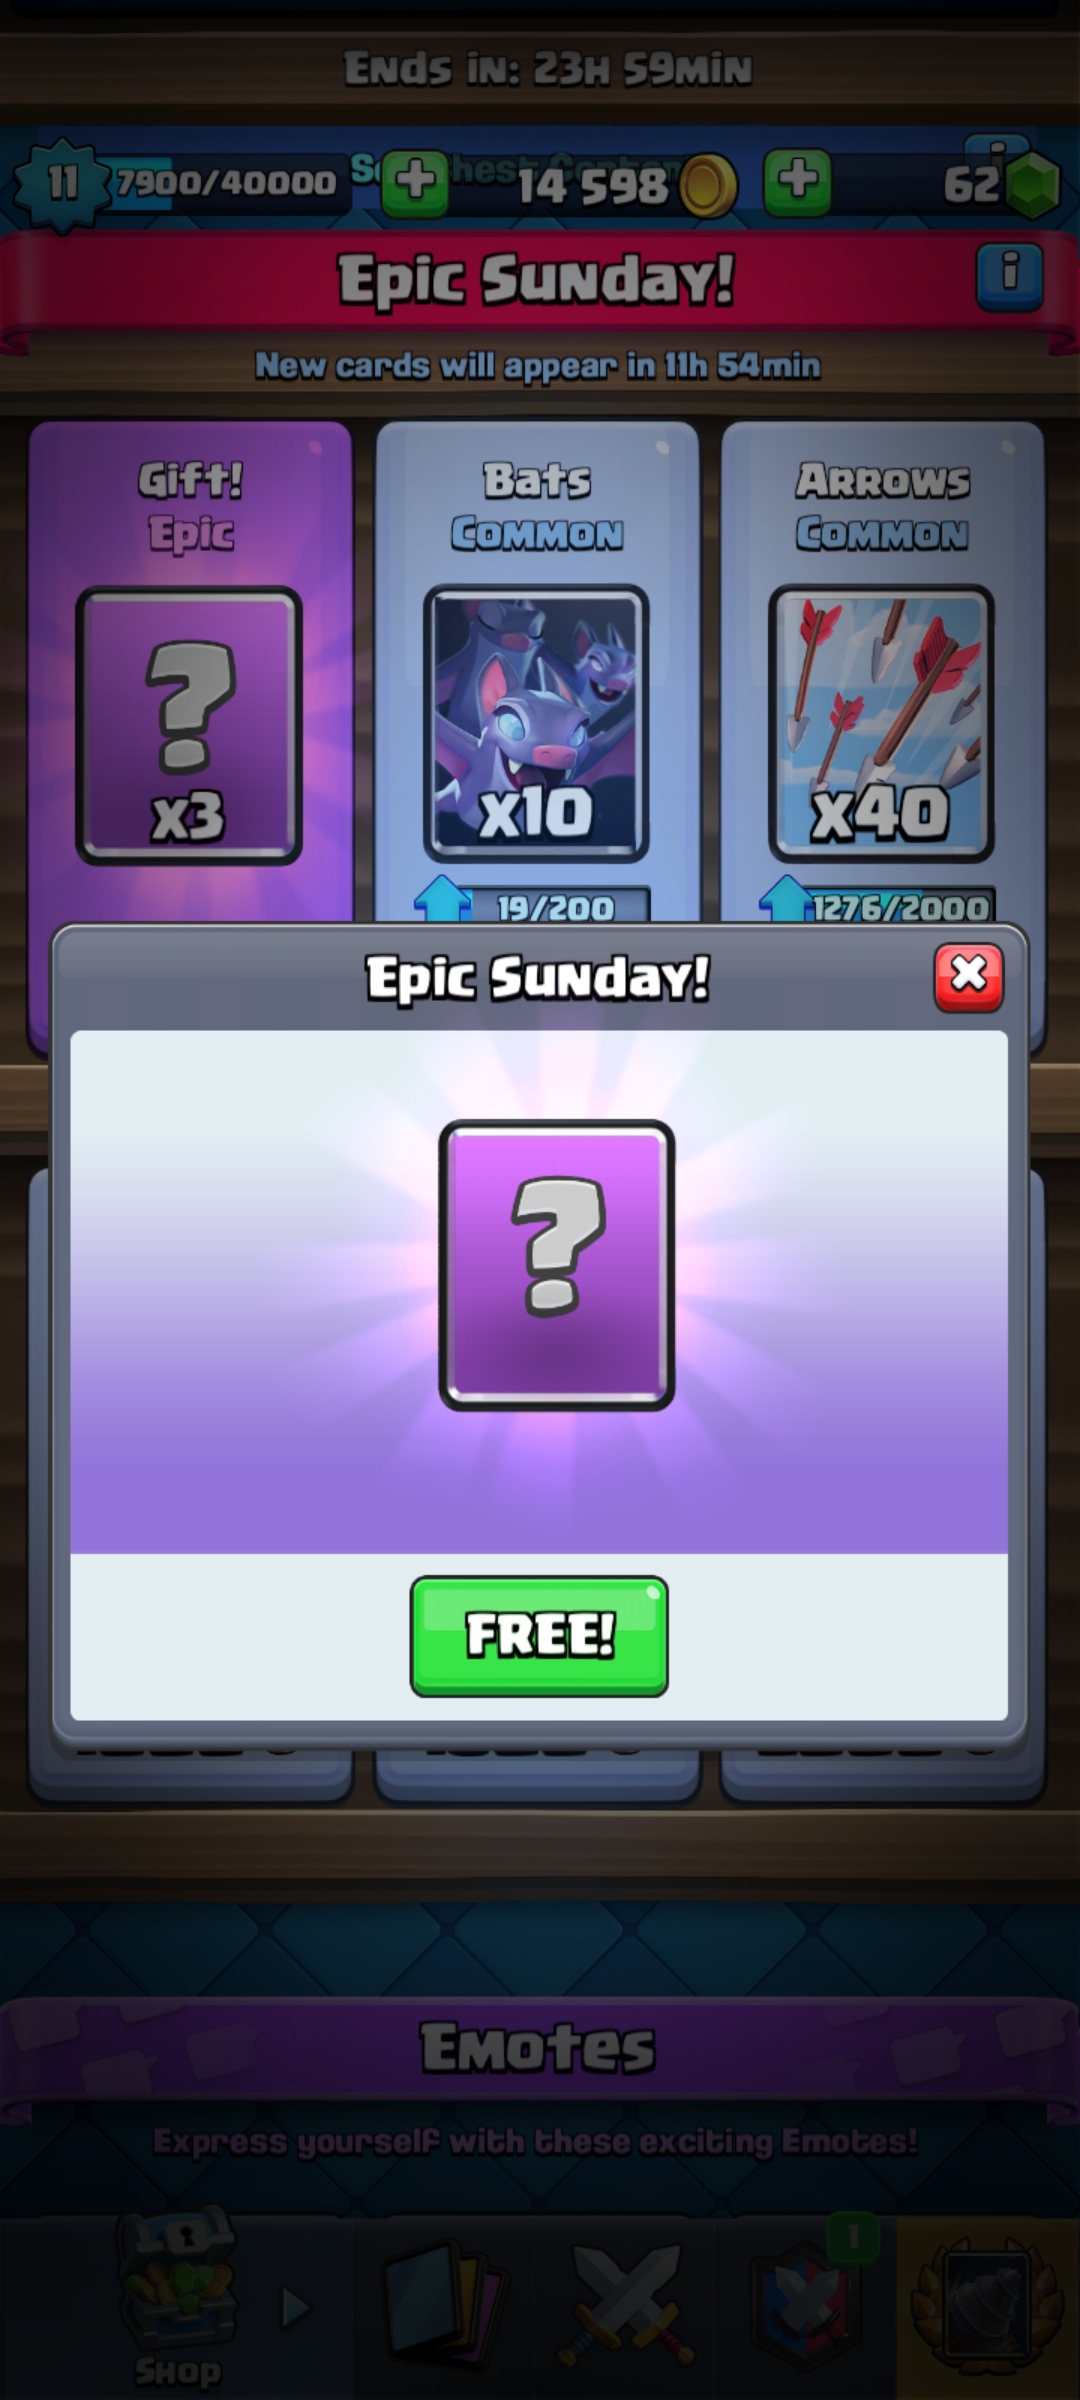 Ends in: 23h 59min
11
7900/40000
14 598
62
i
Epic Sunday!
i
New cards will appear in 11h 54min
Gift!
Epic
?
x3
Bats
Common
x10
19/200
Arrows
Common
x40
1276/2000
Epic Sunday!
?
FREE!
Emotes
Express yourself with these exciting Emotes!
1
Shop